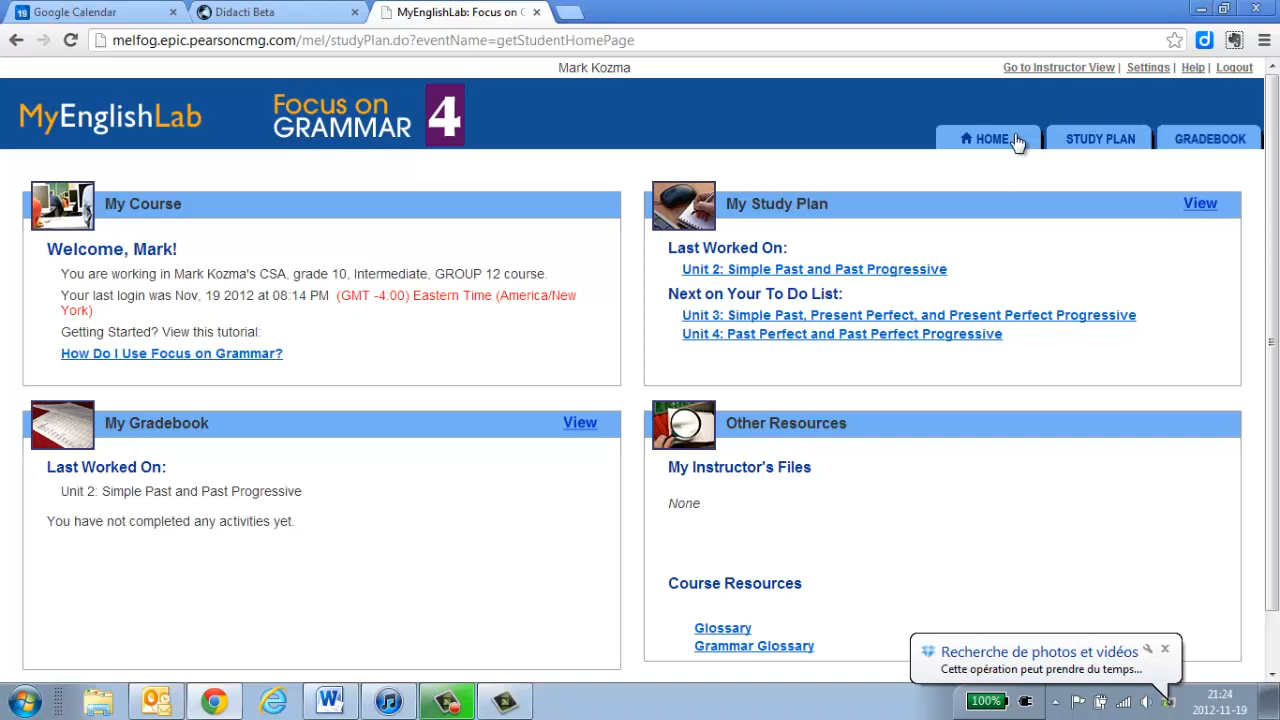 Google Calendar
Didacti Beta
MyEnglishLab: Focus on G
melfog.epic.pearsoncmg.com/mel/studyPlan.do?eventName=getStudentHomePage
Mark Kozma
Go to Instructor View | Settings | Help | Logout
MyEnglishLab
Focus on GRAMMAR 4
HOME
STUDY PLAN
GRADEBOOK
My Course
Welcome, Mark!
You are working in Mark Kozma's CSA, grade 10, Intermediate, GROUP 12 course.
Your last login was Nov, 19 2012 at 08:14 PM (GMT -4:00) Eastern Time (America/New
York)
Getting Started? View this tutorial:
How Do I Use Focus on Grammar?
My Study Plan
View
Last Worked On:
Unit 2: Simple Past and Past Progressive
Next on Your To Do List:
Unit 3: Simple Past, Present Perfect, and Present Perfect Progressive
Unit 4: Past Perfect and Past Perfect Progressive
My Gradebook
View
Last Worked On:
Unit 2: Simple Past and Past Progressive
You have not completed any activities yet.
Other Resources
My Instructor's Files
None
Course Resources
Glossary
Grammar Glossary
Recherche de photos et vidéos
Cette opération peut prendre du temps...
100%
21:24
2012-11-19